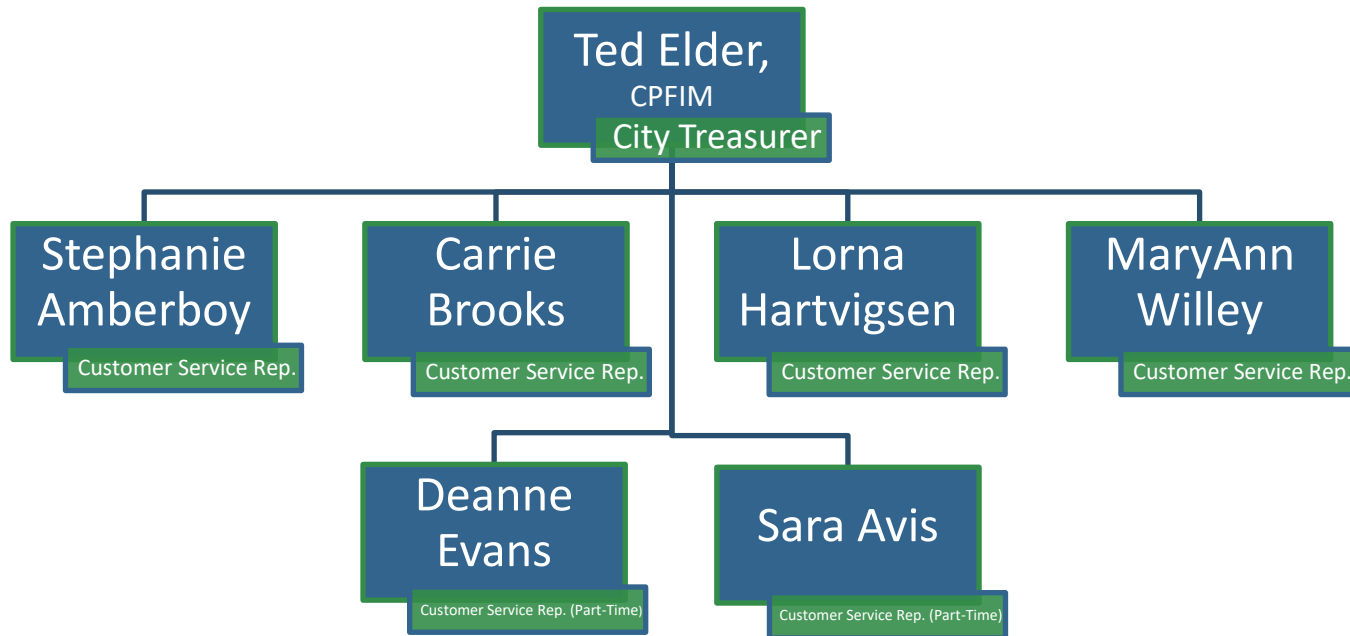 Ted Elder,
CPFIM
City Treasurer
Stephanie
Amberboy
Customer Service Rep.
Carrie
Brooks
Customer Service Rep.
Lorna
Hartvigsen
Customer Service Rep.
MaryAnn
Willey
Customer Service Rep.
Deanne
Evans
Customer Service Rep. (Part-Time)
Sara Avis
Customer Service Rep. (Part-Time)